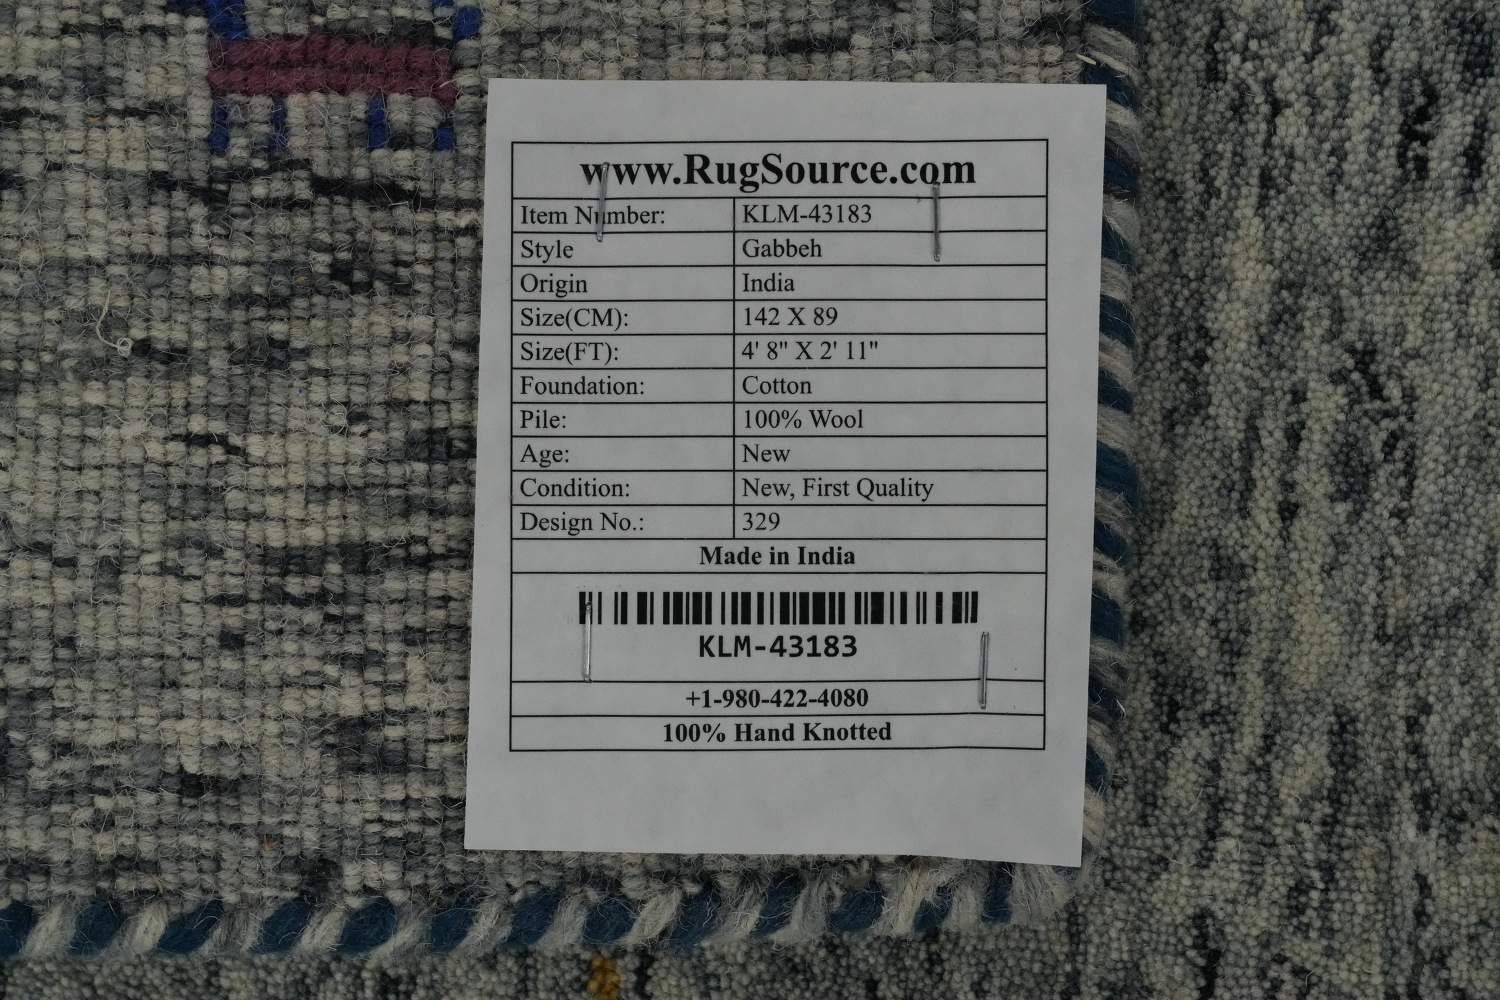 www.RugSource.com
Item Number: KLM-43183
Style Gabbeh
Origin India
Size(CM): 142 X 89
Size(FT): 4' 8" X 2' 11"
Foundation: Cotton
Pile: 100% Wool
Age: New
Condition: New, First Quality
Design No.: 329
Made in India
KLM-43183
+1-980-422-4080
100% Hand Knotted